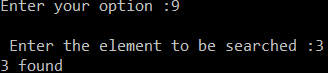 Enter your option :9
Enter the element to be searched :3
3 found